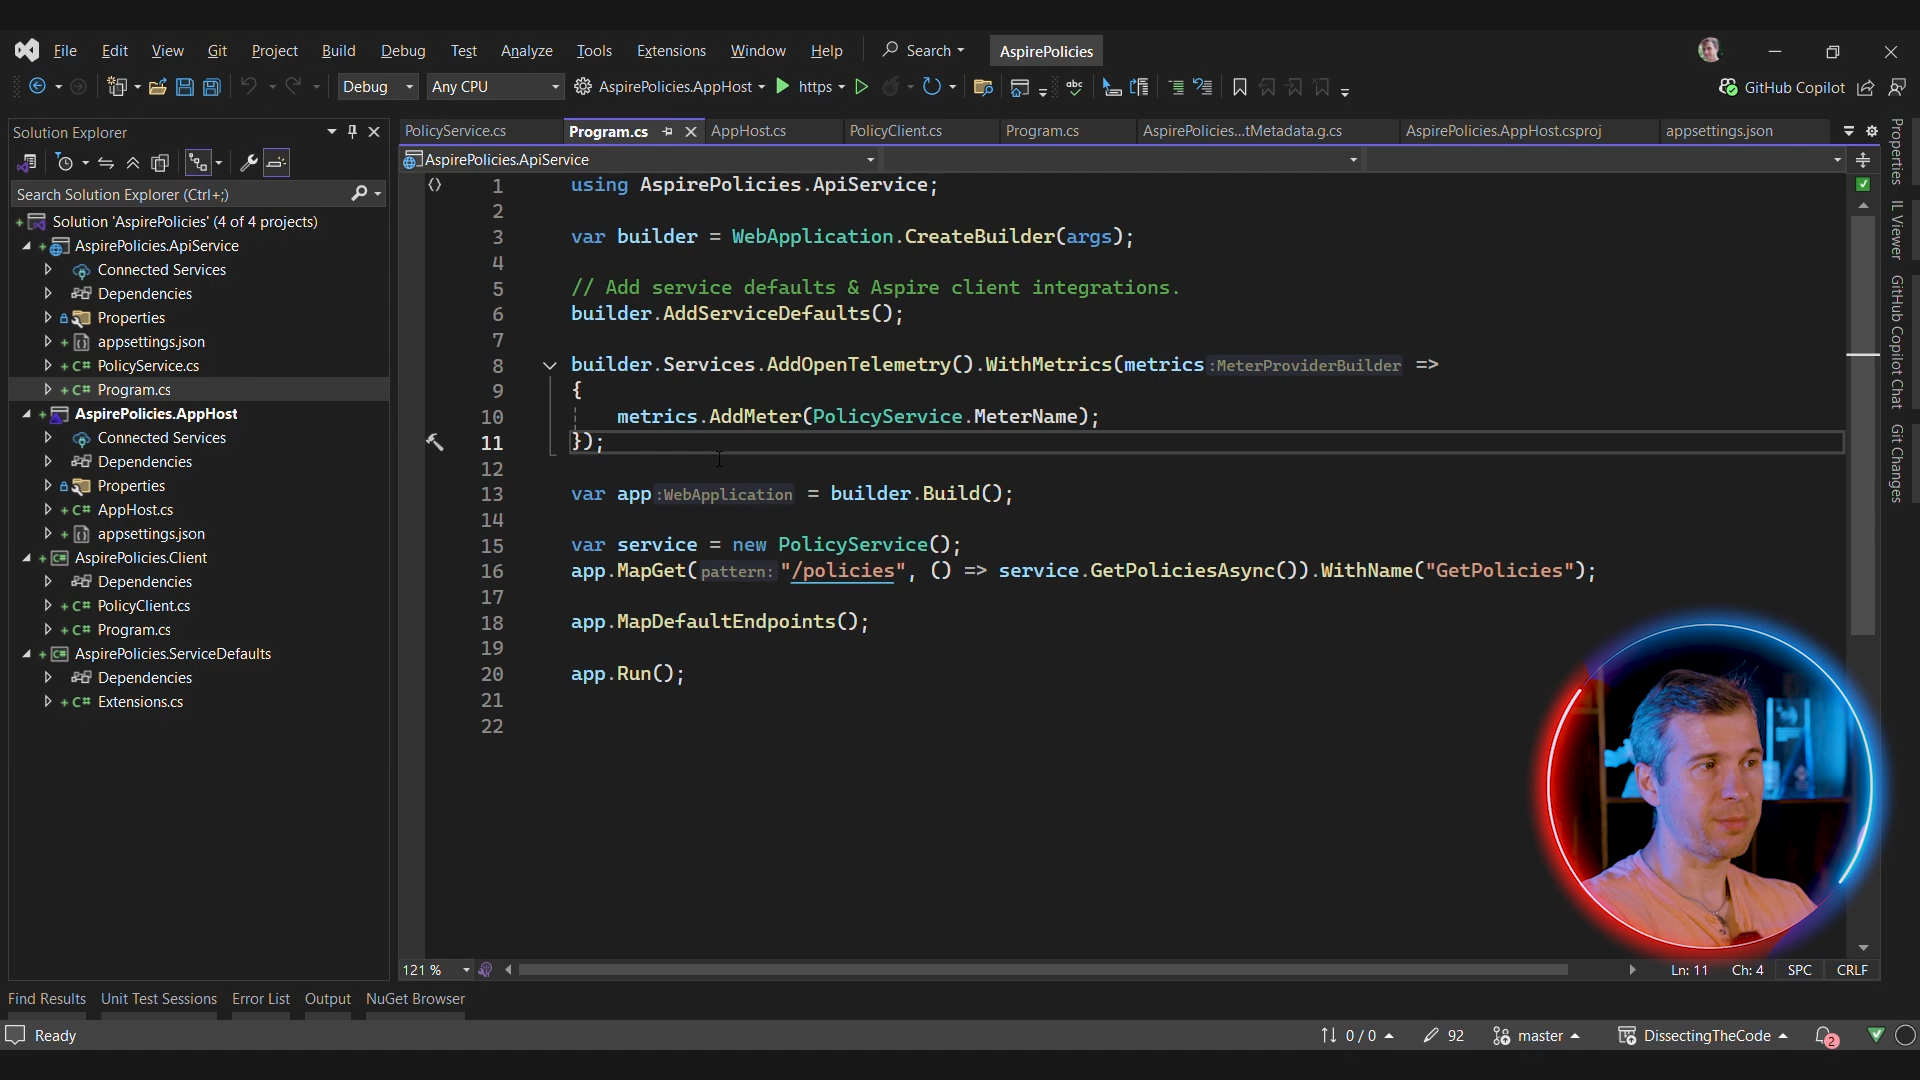 File Edit View Git Project Build Debug Test Analyze Tools Extensions Window Help Search AspirePolicies
Debug Any CPU AspirePolicies.AppHost https GitHub Copilot
Solution Explorer
Search Solution Explorer (Ctrl+;)
Solution 'AspirePolicies' (4 of 4 projects)
AspirePolicies.ApiService
Connected Services
Dependencies
Properties
appsettings.json
PolicyService.cs
Program.cs
AspirePolicies.AppHost
Connected Services
Dependencies
Properties
AppHost.cs
appsettings.json
AspirePolicies.Client
Dependencies
PolicyClient.cs
Program.cs
AspirePolicies.ServiceDefaults
Dependencies
Extensions.cs
PolicyService.cs Program.cs AppHost.cs PolicyClient.cs Program.cs AspirePolicies...tMetadata.g.cs AspirePolicies.AppHost.csproj appsettings.json
AspirePolicies.ApiService
1 using AspirePolicies.ApiService;
2
3 var builder = WebApplication.CreateBuilder(args);
4
5 // Add service defaults & Aspire client integrations.
6 builder.AddServiceDefaults();
7
8 builder.Services.AddOpenTelemetry().WithMetrics(metrics :MeterProviderBuilder =>
9 {
10 metrics.AddMeter(PolicyService.MeterName);
11 });
12
13 var app :WebApplication = builder.Build();
14
15 var service = new PolicyService();
16 app.MapGet( pattern: "/policies", () => service.GetPoliciesAsync()).WithName("GetPolicies");
17
18 app.MapDefaultEndpoints();
19
20 app.Run();
21
22
Properties
IL Viewer
GitHub Copilot Chat
Git Changes
121 % Ln: 11 Ch: 4 SPC CRLF
Find Results Unit Test Sessions Error List Output NuGet Browser
Ready 0 / 0 92 master DissectingTheCode 2